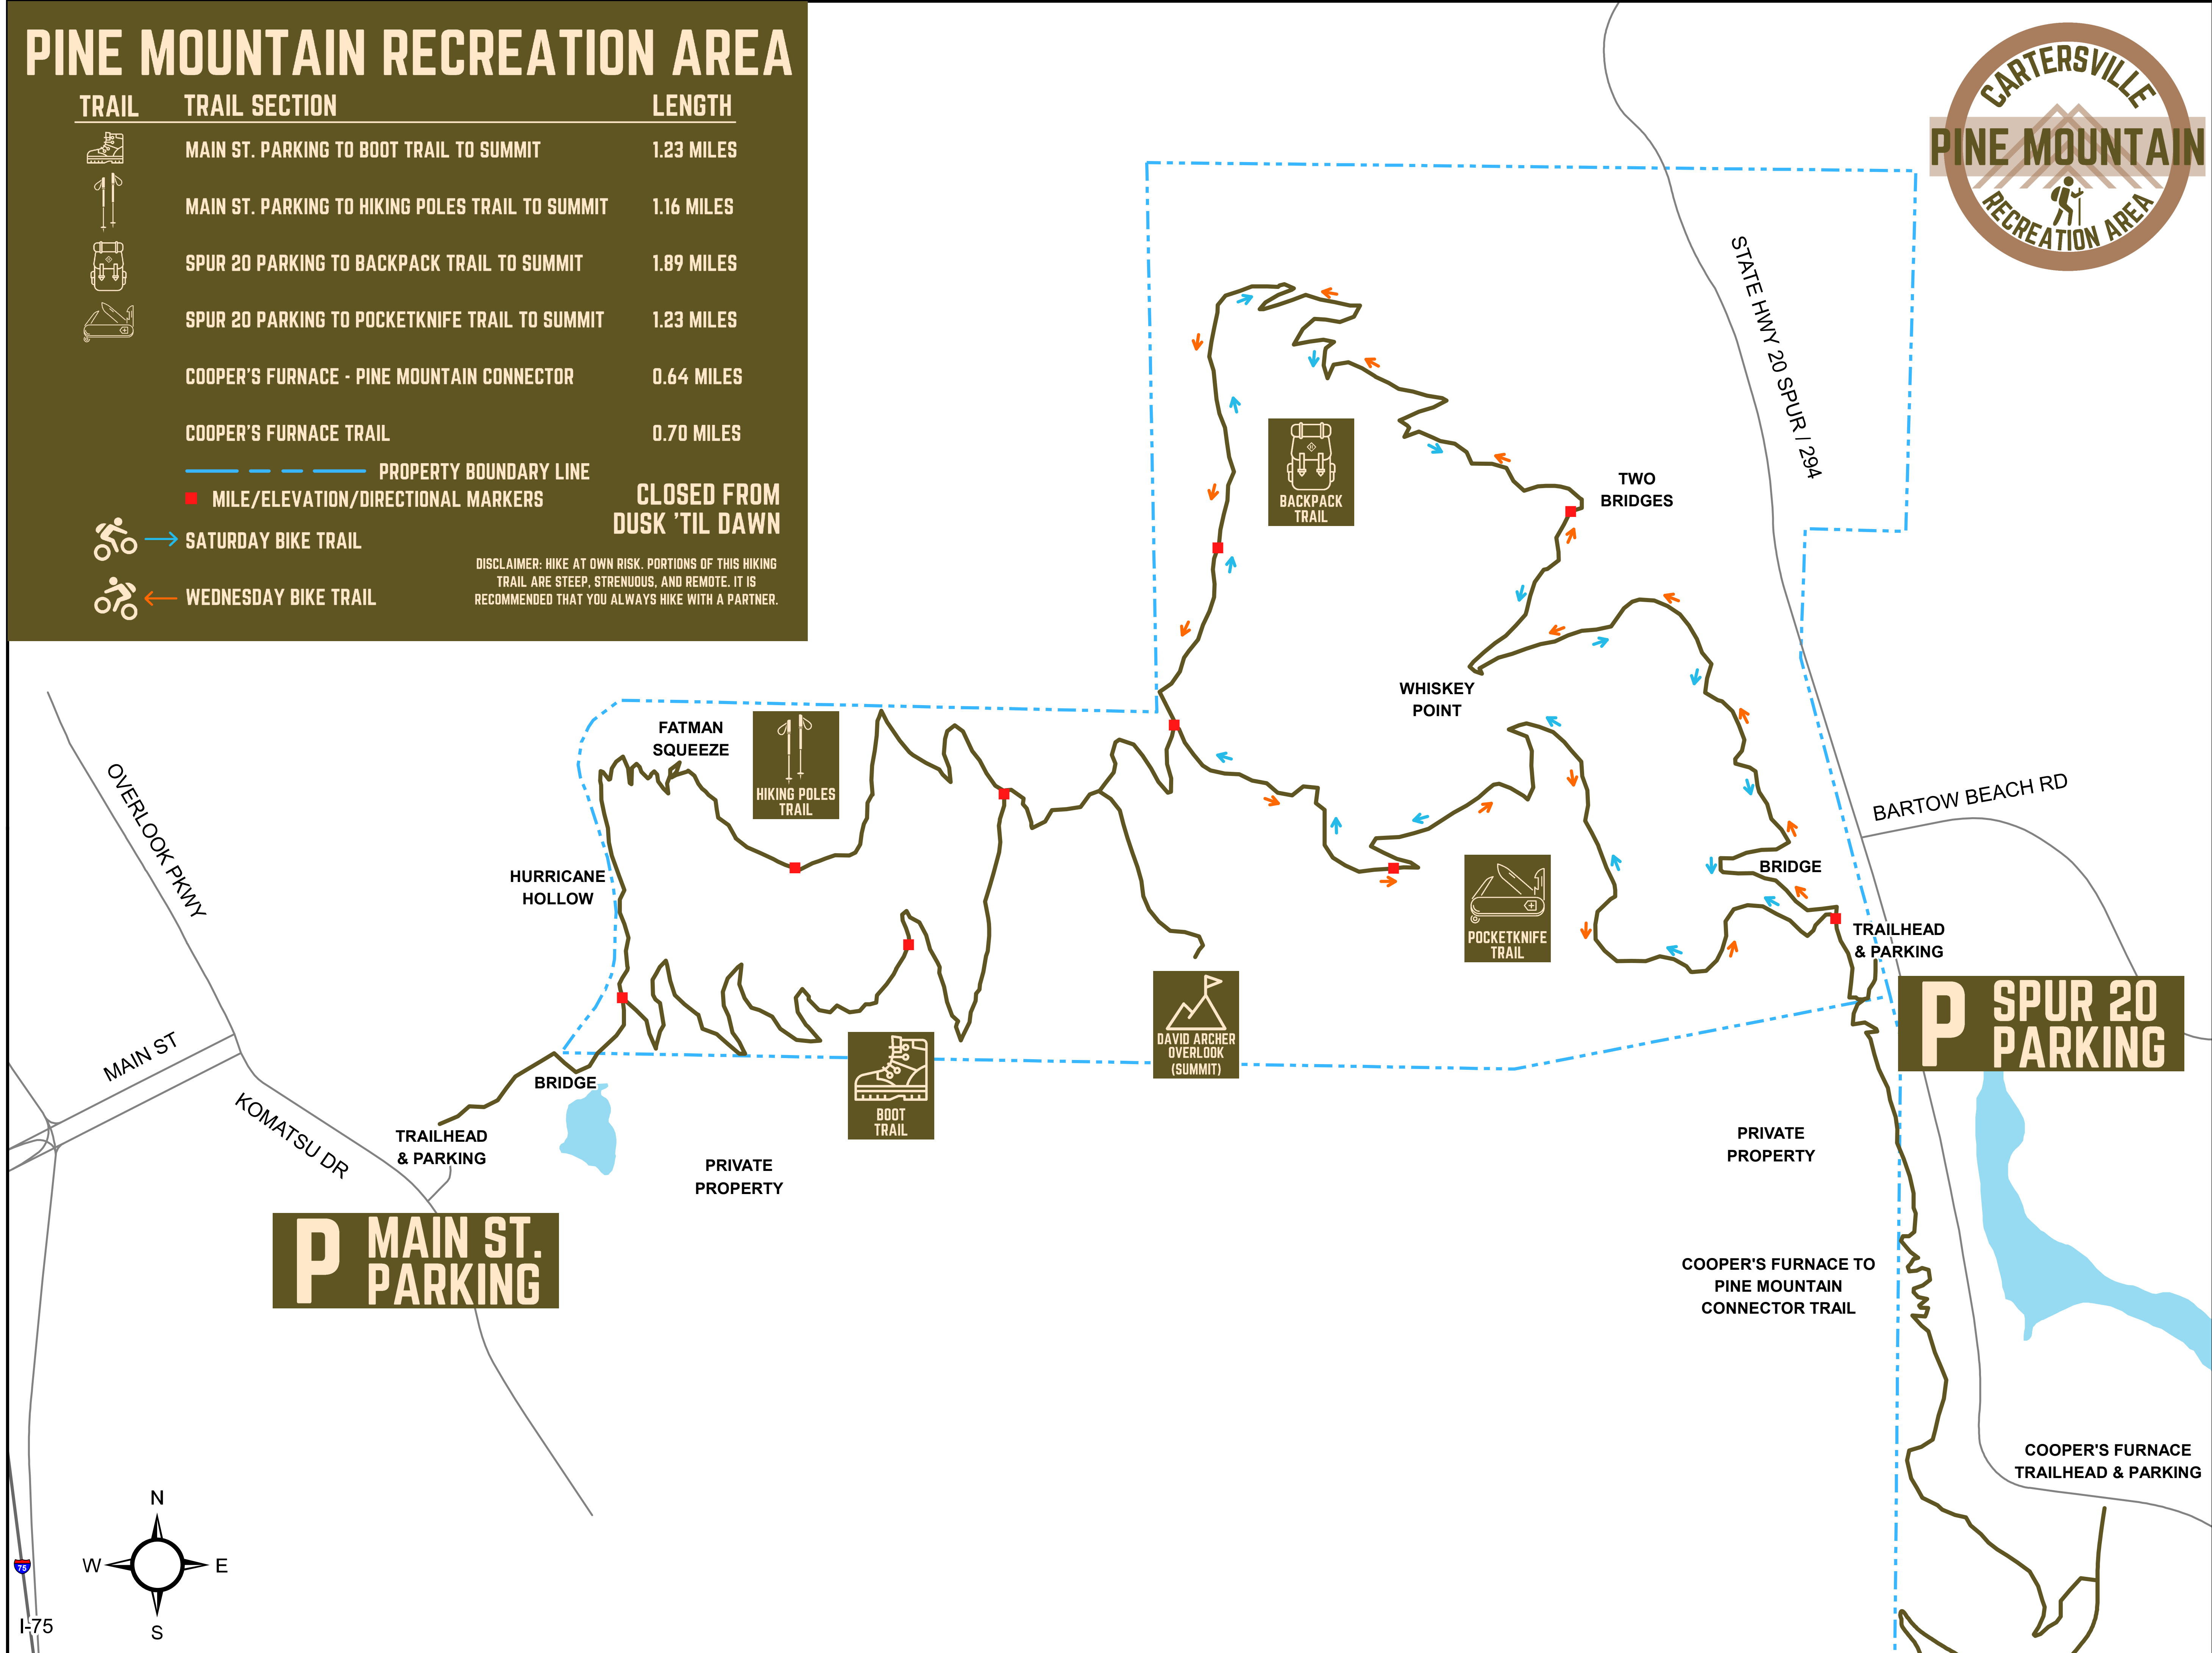 PINE MOUNTAIN RECREATION AREA
TRAIL TRAIL SECTION LENGTH
MAIN ST. PARKING TO BOOT TRAIL TO SUMMIT 1.23 MILES
MAIN ST. PARKING TO HIKING POLES TRAIL TO SUMMIT 1.16 MILES
SPUR 20 PARKING TO BACKPACK TRAIL TO SUMMIT 1.89 MILES
SPUR 20 PARKING TO POCKETKNIFE TRAIL TO SUMMIT 1.23 MILES
COOPER'S FURNACE - PINE MOUNTAIN CONNECTOR 0.64 MILES
COOPER'S FURNACE TRAIL 0.70 MILES
PROPERTY BOUNDARY LINE
MILE/ELEVATION/DIRECTIONAL MARKERS
SATURDAY BIKE TRAIL
WEDNESDAY BIKE TRAIL
CLOSED FROM
DUSK 'TIL DAWN
DISCLAIMER: HIKE AT OWN RISK. PORTIONS OF THIS HIKING
TRAIL ARE STEEP, STRENUOUS, AND REMOTE. IT IS
RECOMMENDED THAT YOU ALWAYS HIKE WITH A PARTNER.
CARTERSVILLE
PINE MOUNTAIN
RECREATION AREA
STATE HWY 20 SPUR / 294
BACKPACK
TRAIL
TWO
BRIDGES
WHISKEY
POINT
FATMAN
SQUEEZE
HIKING POLES
TRAIL
OVERLOOK PKWY
HURRICANE
HOLLOW
BARTOW BEACH RD
BRIDGE
POCKETKNIFE
TRAIL
TRAILHEAD
& PARKING
P SPUR 20
PARKING
DAVID ARCHER
OVERLOOK
(SUMMIT)
BOOT
TRAIL
MAIN ST
KOMATSU DR
BRIDGE
TRAILHEAD
& PARKING
PRIVATE
PROPERTY
PRIVATE
PROPERTY
P MAIN ST.
PARKING
COOPER'S FURNACE TO
PINE MOUNTAIN
CONNECTOR TRAIL
COOPER'S FURNACE
TRAILHEAD & PARKING
N
W E
S
75
I-75